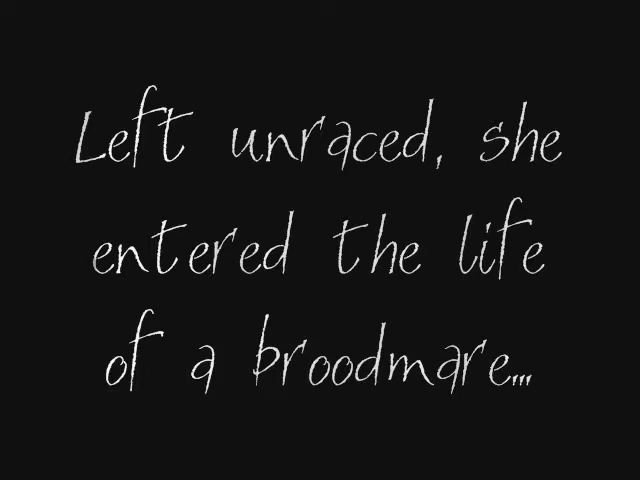 Left unraced, she
entered the life
of a broodmare...